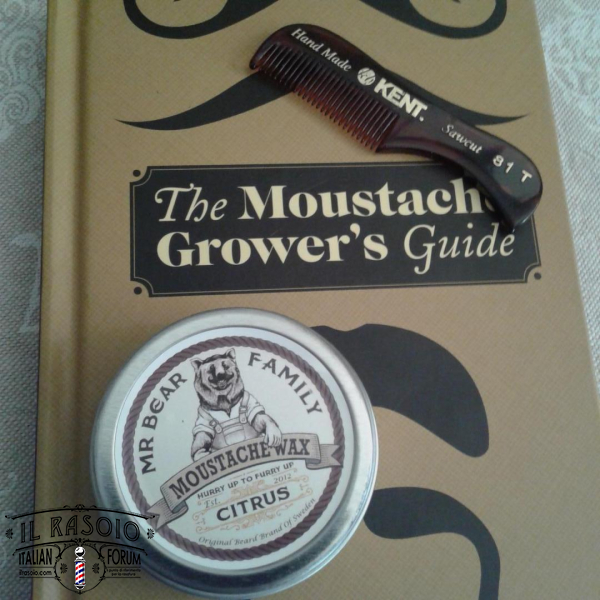 Hand Made KENT. Sawcut 81 T
The Moustache
Grower's Guide
MR BEAR FAMILY
MOUSTACHE WAX
HURRY UP TO FURRY UP
Est. 2012
CITRUS
Original Beard Brand Of Sweden
IL RASOIO
ITALIAN FORUM
ilrasoio.com